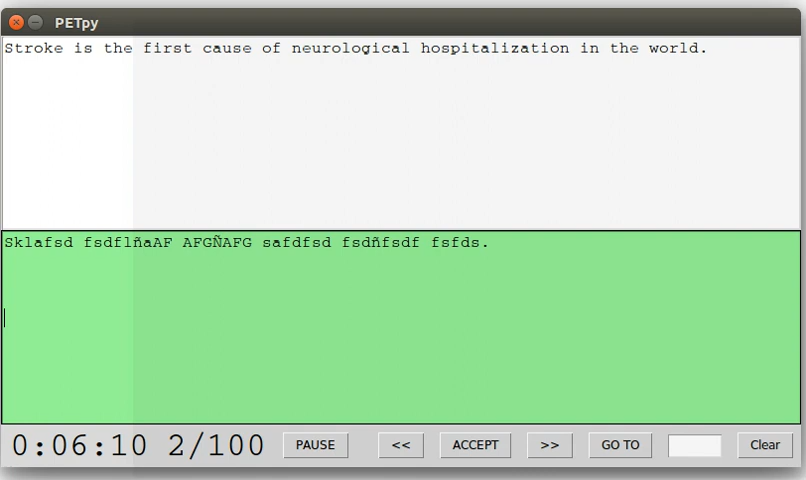 PETpy
Stroke is the first cause of neurological hospitalization in the world.
Sklafsd fsdflñaAF AFGÑAFG safdfsd fsdñfsdf fsfds.
0:06:10 2/100 PAUSE << ACCEPT >> GO TO Clear